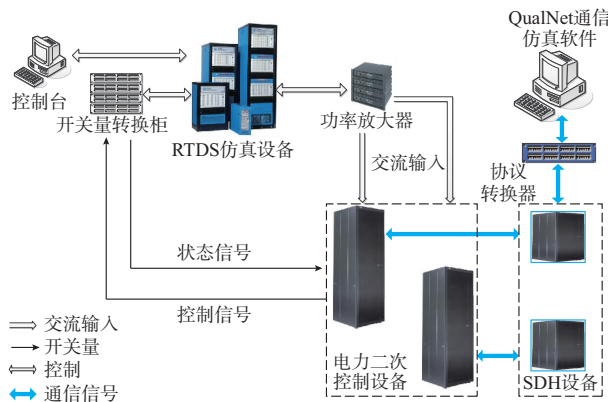 QualNet通信
仿真软件
控制台
开关量转换柜
RTDS仿真设备
功率放大器
协议
转换器
交流输入
状态信号
控制信号
交流输入
开关量
控制
通信信号
电力二次
控制设备
SDH设备